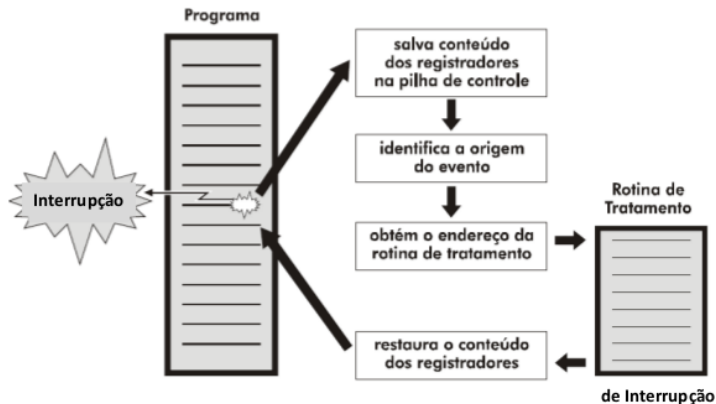 Programa
salva conteúdo
dos registradores
na pilha de controle
Interrupção
identifica a origem
do evento
obtém o endereço da
rotina de tratamento
Rotina de
Tratamento
restaura o conteúdo
dos registradores
de Interrupção